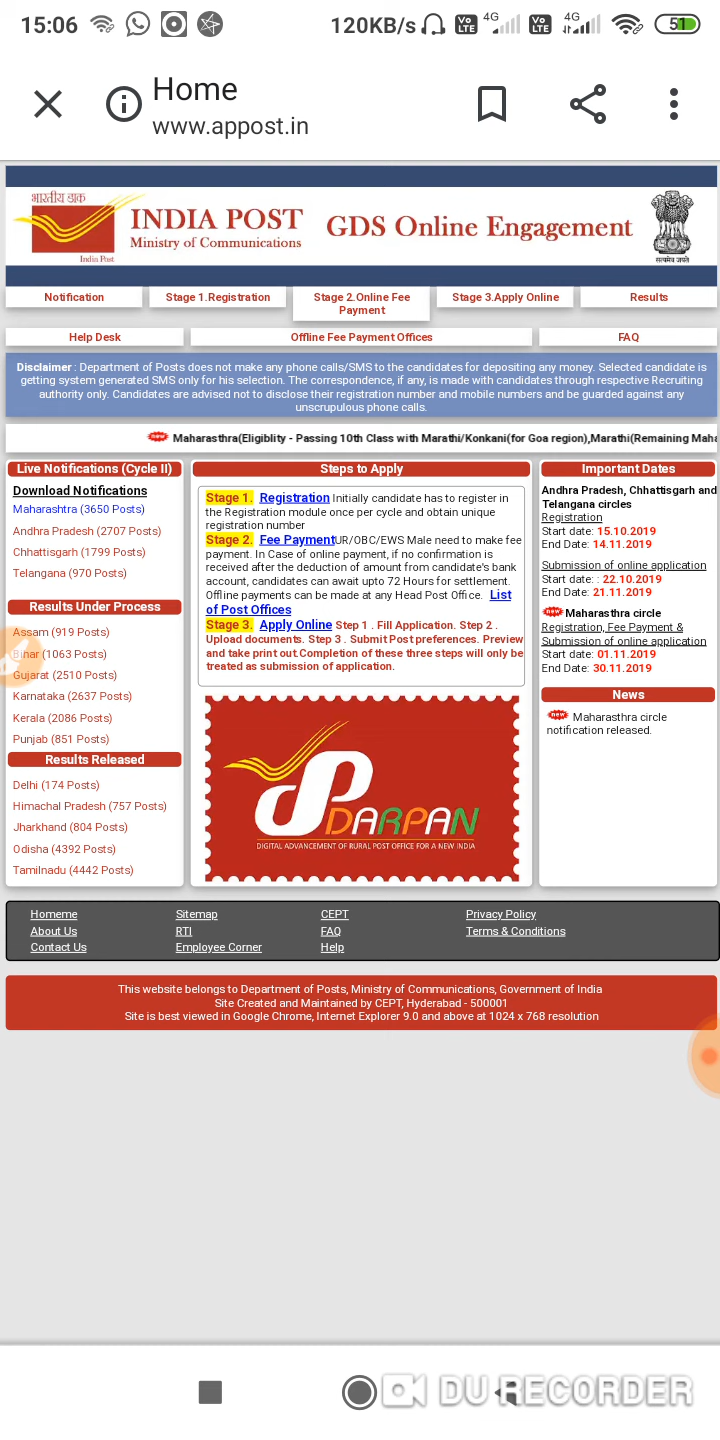 15:06
120KB/s
Vo LTE
4G
Vo LTE
4G
51
Home
www.appost.in
भारतीय डाक
India Post
INDIA POST
Ministry of Communications
GDS Online Engagement
सत्यमेव जयते
Notification
Stage 1.Registration
Stage 2.Online Fee
Payment
Stage 3.Apply Online
Results
Help Desk
Offline Fee Payment Offices
FAQ
Disclaimer : Department of Posts does not make any phone calls/SMS to the candidates for depositing any money. Selected candidate is
getting system generated SMS only for his selection. The correspondence, if any, is made with candidates through respective Recruiting
authority only. Candidates are advised not to disclose their registration number and mobile numbers and be guarded against any
unscrupulous phone calls.
new Maharasthra(Eligiblity - Passing 10th Class with Marathi/Konkani(for Goa region),Marathi(Remaining Maha
Live Notifications (Cycle II)
Download Notifications
Maharashtra (3650 Posts)
Andhra Pradesh (2707 Posts)
Chhattisgarh (1799 Posts)
Telangana (970 Posts)
Results Under Process
Assam (919 Posts)
Bihar (1063 Posts)
Gujarat (2510 Posts)
Karnataka (2637 Posts)
Kerala (2086 Posts)
Punjab (851 Posts)
Results Released
Delhi (174 Posts)
Himachal Pradesh (757 Posts)
Jharkhand (804 Posts)
Odisha (4392 Posts)
Tamilnadu (4442 Posts)
Steps to Apply
Stage 1. Registration Initially candidate has to register in
the Registration module once per cycle and obtain unique
registration number
Stage 2. Fee PaymentUR/OBC/EWS Male need to make fee
payment. In Case of online payment, if no confirmation is
received after the deduction of amount from candidate's bank
account, candidates can await upto 72 Hours for settlement.
Offline payments can be made at any Head Post Office. List
of Post Offices
Stage 3. Apply Online Step 1 . Fill Application. Step 2 .
Upload documents. Step 3 . Submit Post preferences. Preview
and take print out.Completion of these three steps will only be
treated as submission of application.
DARPAN
DIGITAL ADVANCEMENT OF RURAL POST OFFICE FOR A NEW INDIA
Important Dates
Andhra Pradesh, Chhattisgarh and
Telangana circles
Registration
Start date: 15.10.2019
End Date: 14.11.2019
Submission of online application
Start date: : 22.10.2019
End Date: 21.11.2019
new Maharasthra circle
Registration, Fee Payment &
Submission of online application
Start date: 01.11.2019
End Date: 30.11.2019
News
new Maharasthra circle
notification released.
Homeme
Sitemap
CEPT
Privacy Policy
About Us
RTI
FAQ
Terms & Conditions
Contact Us
Employee Corner
Help
This website belongs to Department of Posts, Ministry of Communications, Government of India
Site Created and Maintained by CEPT, Hyderabad - 500001
Site is best viewed in Google Chrome, Internet Explorer 9.0 and above at 1024 x 768 resolution
DU RECORDER